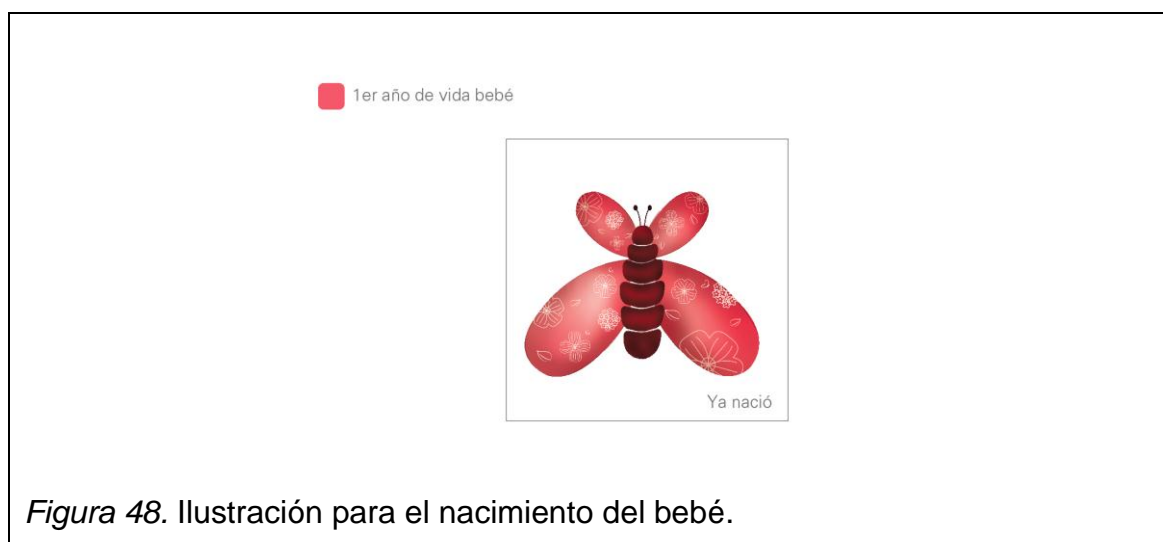 1er año de vida bebé
Ya nació
Figura 48. Ilustración para el nacimiento del bebé.